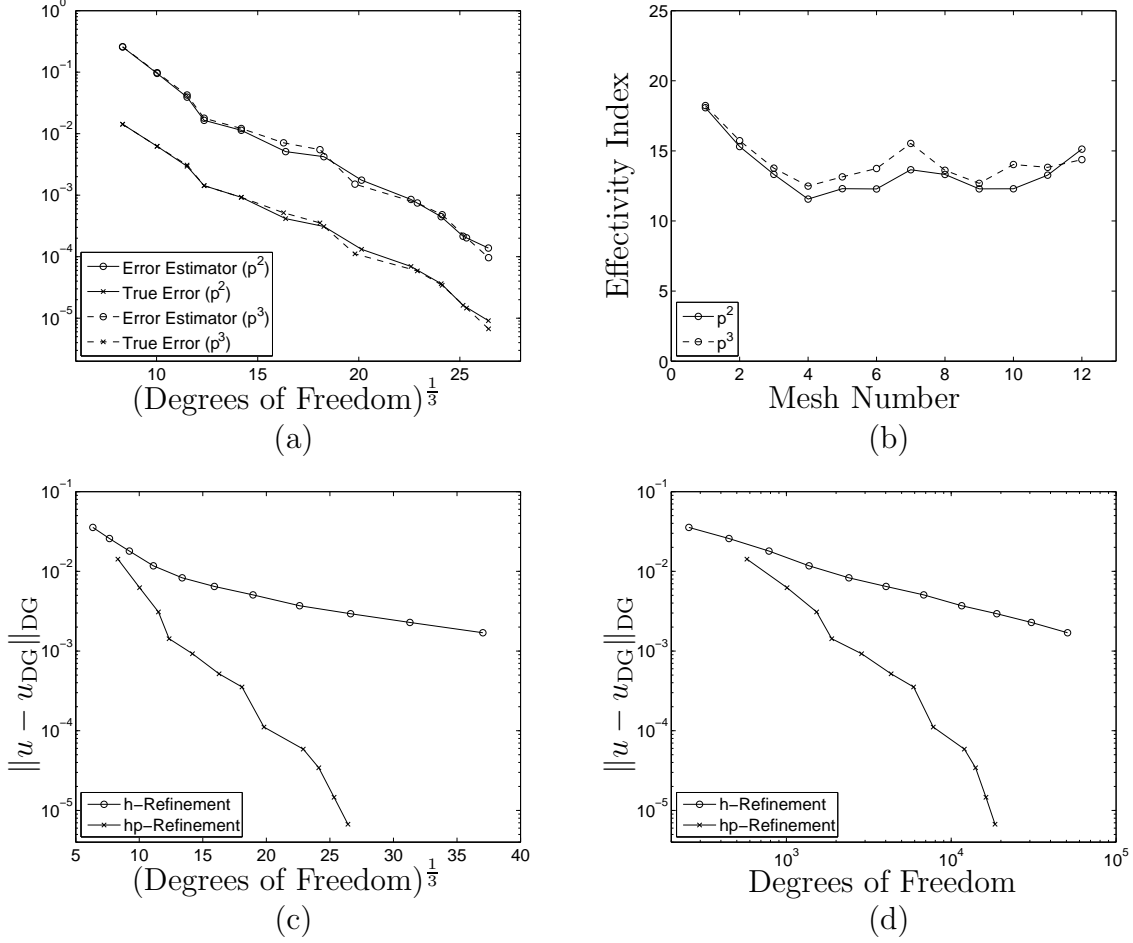 10^0
10^-1
10^-2
10^-3
10^-4
10^-5
Error Estimator (p^2)
True Error (p^2)
Error Estimator (p^3)
True Error (p^3)
10 15 20 25
(Degrees of Freedom)^{1/3}
(a)
Effectivity Index
25
20
15
10
5
0
p^2
p^3
0 2 4 6 8 10 12
Mesh Number
(b)
‖u − u_DG‖_DG
10^-1
10^-2
10^-3
10^-4
10^-5
h−Refinement
hp−Refinement
5 10 15 20 25 30 35 40
(Degrees of Freedom)^{1/3}
(c)
‖u − u_DG‖_DG
10^-1
10^-2
10^-3
10^-4
10^-5
h−Refinement
hp−Refinement
10^3 10^4 10^5
Degrees of Freedom
(d)